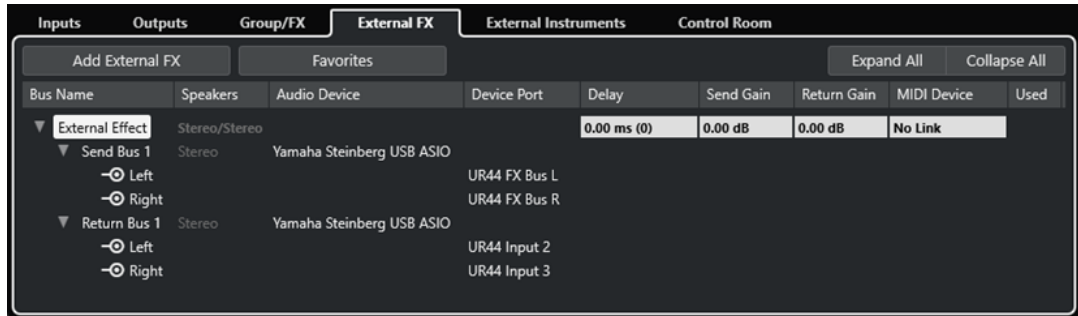 Inputs Outputs Group/FX External FX External Instruments Control Room
Add External FX Favorites Expand All Collapse All
Bus Name Speakers Audio Device Device Port Delay Send Gain Return Gain MIDI Device Used
External Effect Stereo/Stereo 0.00 ms (0) 0.00 dB 0.00 dB No Link
Send Bus 1 Stereo Yamaha Steinberg USB ASIO
Left UR44 FX Bus L
Right UR44 FX Bus R
Return Bus 1 Stereo Yamaha Steinberg USB ASIO
Left UR44 Input 2
Right UR44 Input 3